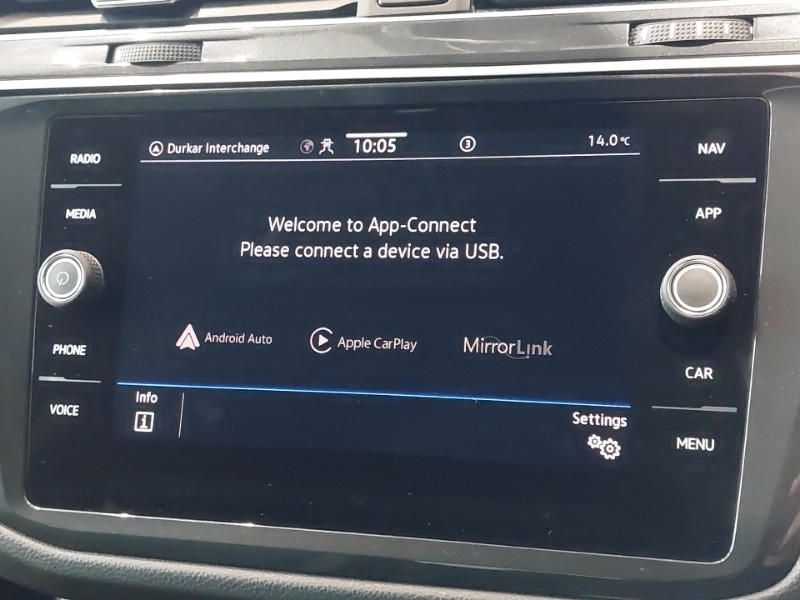 RADIO
MEDIA
PHONE
VOICE
Durkar Interchange
10:05
3
14.0°C
Welcome to App-Connect
Please connect a device via USB.
Android Auto
Apple CarPlay
MirrorLink
Info
i
Settings
NAV
APP
CAR
MENU